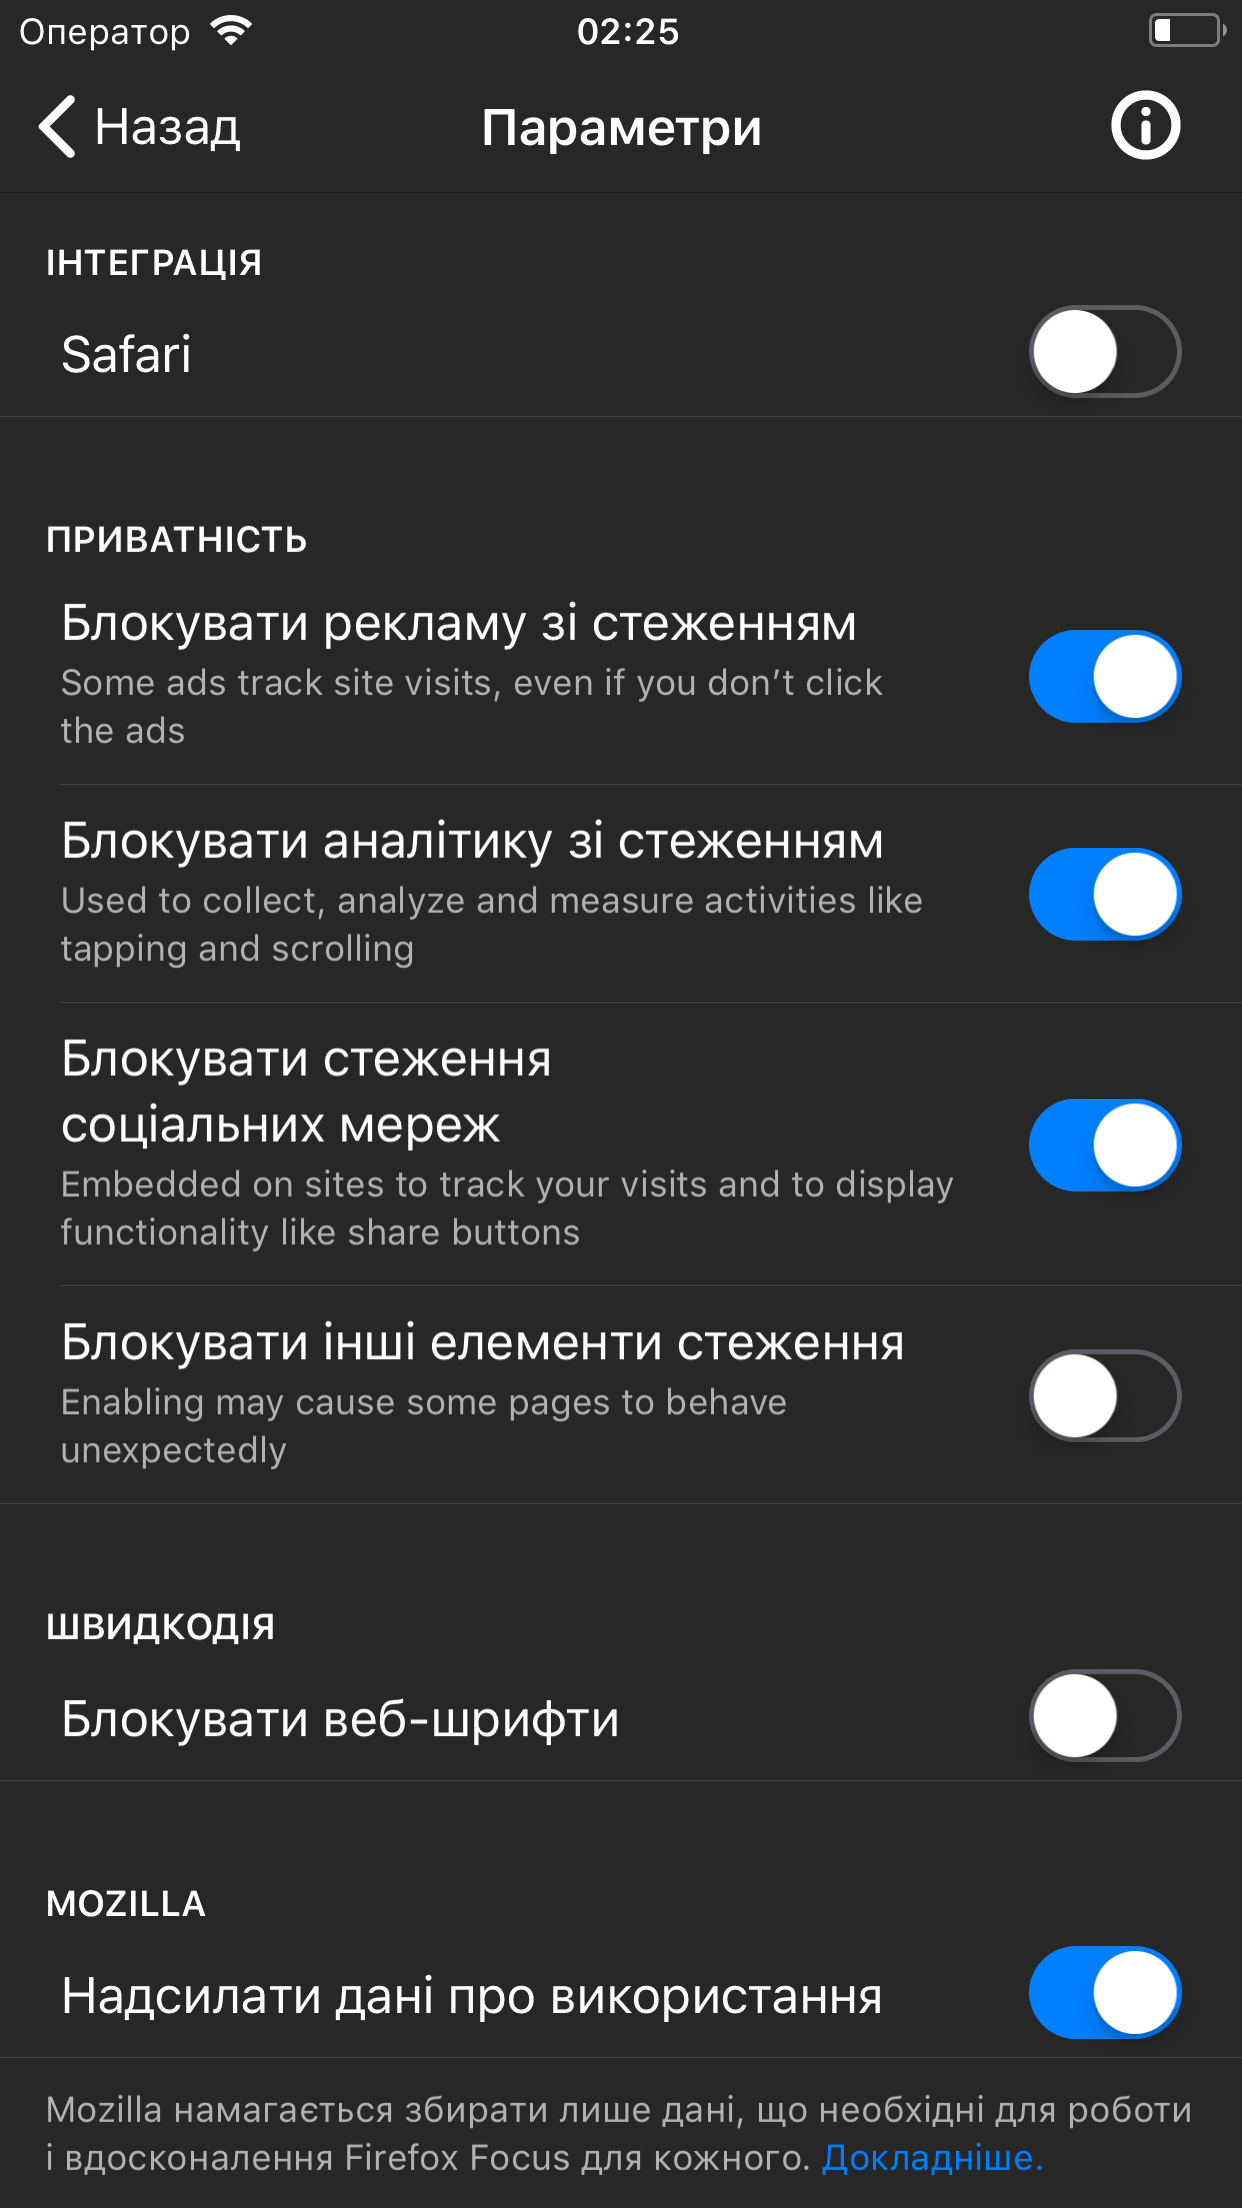 Оператор
02:25
Назад
Параметри
ІНТЕГРАЦІЯ
Safari
ПРИВАТНІСТЬ
Блокувати рекламу зі стеженням
Some ads track site visits, even if you don’t click
the ads
Блокувати аналітику зі стеженням
Used to collect, analyze and measure activities like
tapping and scrolling
Блокувати стеження
соціальних мереж
Embedded on sites to track your visits and to display
functionality like share buttons
Блокувати інші елементи стеження
Enabling may cause some pages to behave
unexpectedly
ШВИДКОДІЯ
Блокувати веб-шрифти
MOZILLA
Надсилати дані про використання
Mozilla намагається збирати лише дані, що необхідні для роботи
і вдосконалення Firefox Focus для кожного. Докладніше.